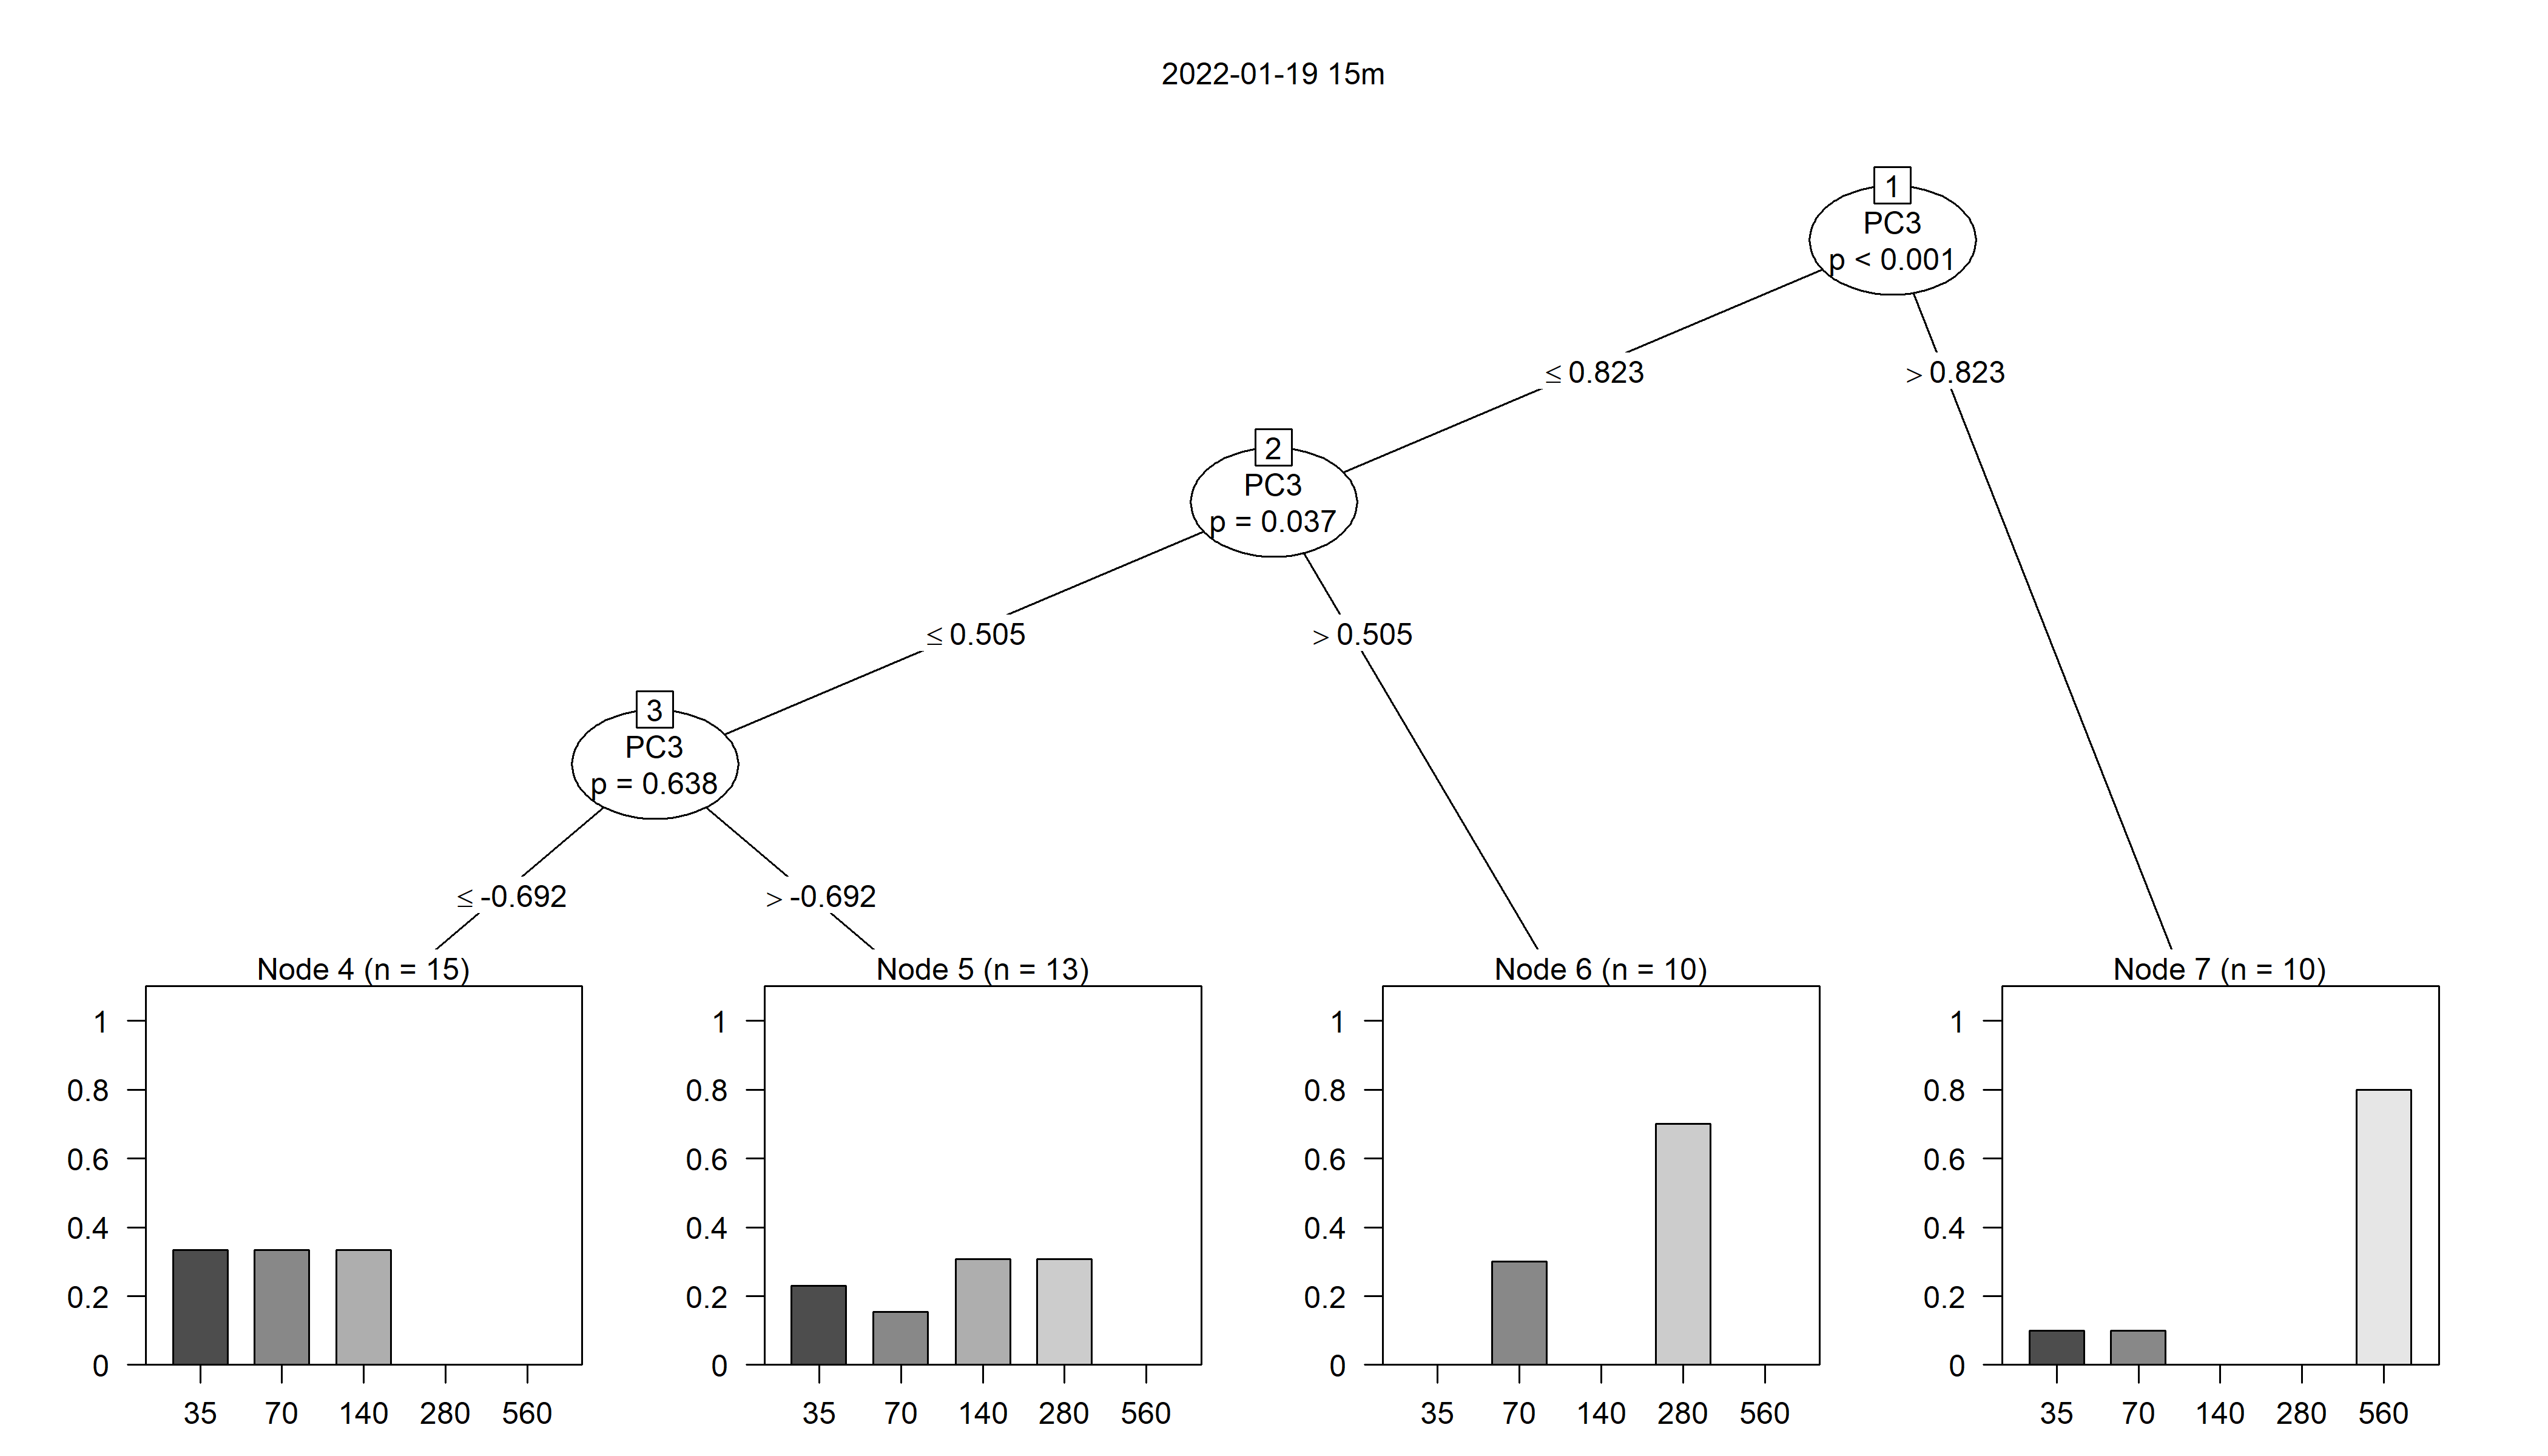 2022-01-19 15m
1
PC3
p < 0.001
≤ 0.823
> 0.823
2
PC3
p = 0.037
≤ 0.505
> 0.505
3
PC3
p = 0.638
≤ -0.692
> -0.692
Node 4 (n = 15)
1
0.8
0.6
0.4
0.2
0
35 70 140 280 560
Node 5 (n = 13)
1
0.8
0.6
0.4
0.2
0
35 70 140 280 560
Node 6 (n = 10)
1
0.8
0.6
0.4
0.2
0
35 70 140 280 560
Node 7 (n = 10)
1
0.8
0.6
0.4
0.2
0
35 70 140 280 560